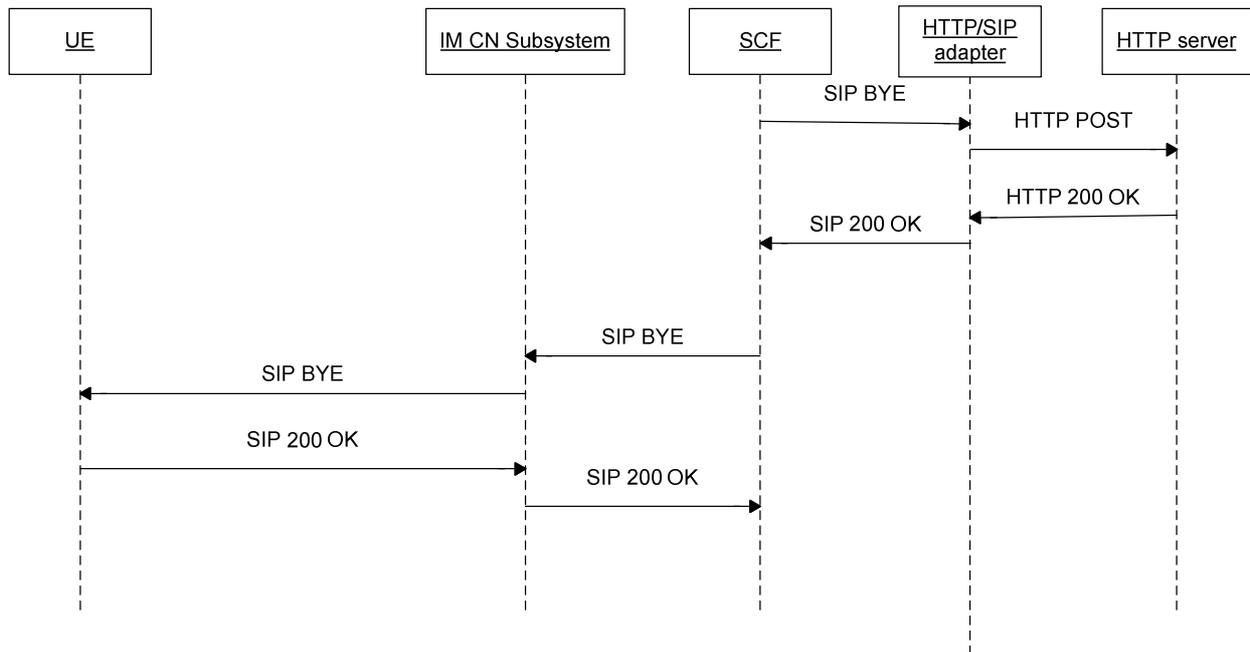 UE
IM CN Subsystem
SCF
HTTP/SIP
adapter
HTTP server
SIP BYE
HTTP POST
HTTP 200 OK
SIP 200 OK
SIP BYE
SIP BYE
SIP 200 OK
SIP 200 OK